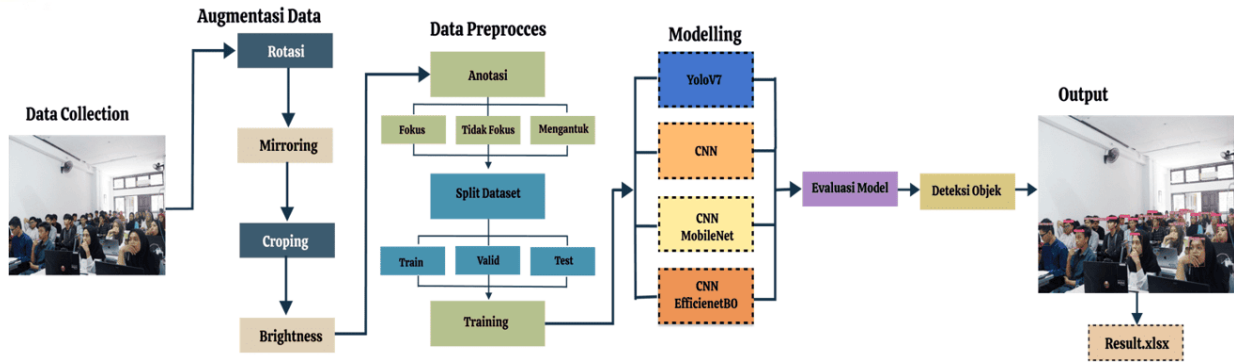 Data Collection
Augmentasi Data
Rotasi
Mirroring
Croping
Brightness
Data Preprocces
Anotasi
Fokus
Tidak Fokus
Mengantuk
Split Dataset
Train
Valid
Test
Training
Modelling
YoloV7
CNN
CNN
MobileNet
CNN
EfficienetB0
Evaluasi Model
Deteksi Objek
Output
Result.xlsx